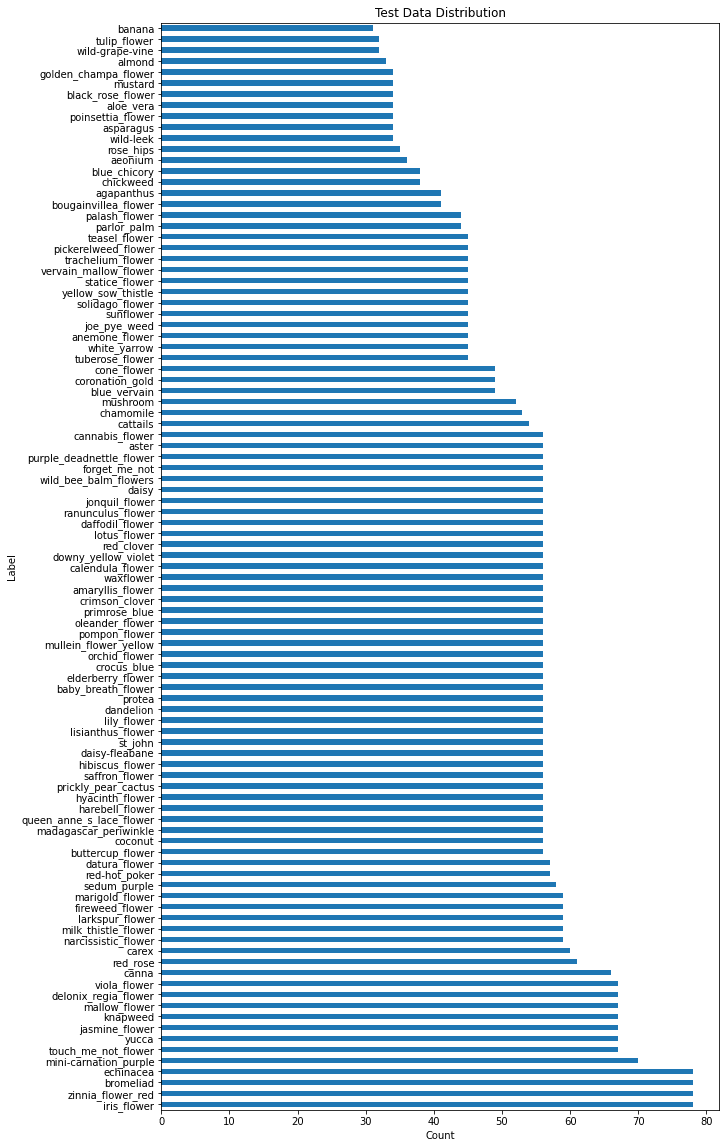 Test Data Distribution
banana
tulip_flower
wild-grape-vine
almond
golden_champa_flower
mustard
black_rose_flower
aloe_vera
poinsettia_flower
asparagus
wild-leek
rose_hips
aeonium
blue_chicory
chickweed
agapanthus
bougainvillea_flower
palash_flower
parlor_palm
teasel_flower
pickerelweed_flower
trachelium_flower
vervain_mallow_flower
statice_flower
yellow_sow_thistle
solidago_flower
sunflower
joe_pye_weed
anemone_flower
white_yarrow
tuberose_flower
cone_flower
coronation_gold
blue_vervain
mushroom
chamomile
cattails
cannabis_flower
aster
purple_deadnettle_flower
forget_me_not
wild_bee_balm_flowers
daisy
jonquil_flower
ranunculus_flower
daffodil_flower
lotus_flower
red_clover
downy_yellow_violet
calendula_flower
waxflower
amaryllis_flower
crimson_clover
primrose_blue
oleander_flower
pompon_flower
mullein_flower_yellow
orchid_flower
crocus_blue
elderberry_flower
baby_breath_flower
protea
dandelion
lily_flower
lisianthus_flower
st_john
daisy-fleabane
hibiscus_flower
saffron_flower
prickly_pear_cactus
hyacinth_flower
harebell_flower
queen_anne_s_lace_flower
madagascar_periwinkle
coconut
buttercup_flower
datura_flower
red-hot_poker
sedum_purple
marigold_flower
fireweed_flower
larkspur_flower
milk_thistle_flower
narcissistic_flower
carex
red_rose
canna
viola_flower
delonix_regia_flower
mallow_flower
knapweed
jasmine_flower
yucca
touch_me_not_flower
mini-carnation_purple
echinacea
bromeliad
zinnia_flower_red
iris_flower
Label
0 10 20 30 40 50 60 70 80
Count